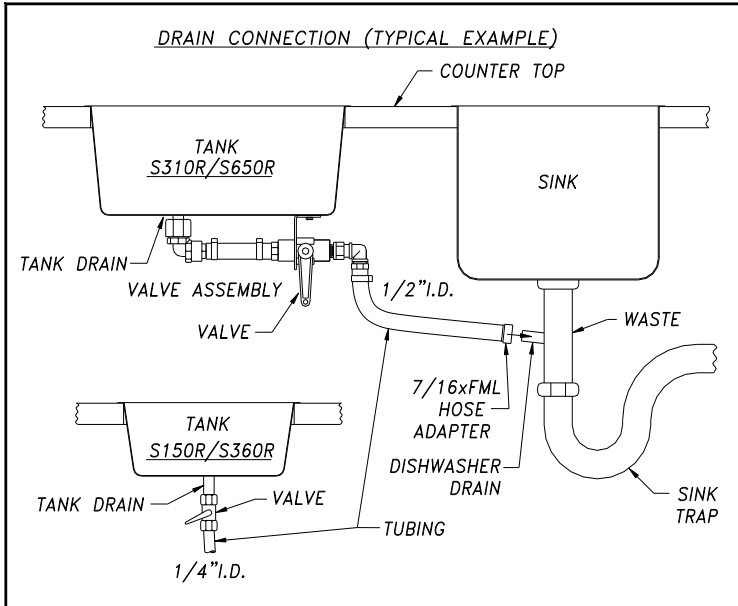 DRAIN CONNECTION (TYPICAL EXAMPLE)
COUNTER TOP
TANK
S310R/S650R
SINK
TANK DRAIN
VALVE ASSEMBLY
VALVE
1/2"I.D.
WASTE
7/16xFML
HOSE
ADAPTER
DISHWASHER
DRAIN
SINK
TRAP
TANK
S150R/S360R
TANK DRAIN
VALVE
TUBING
1/4"I.D.